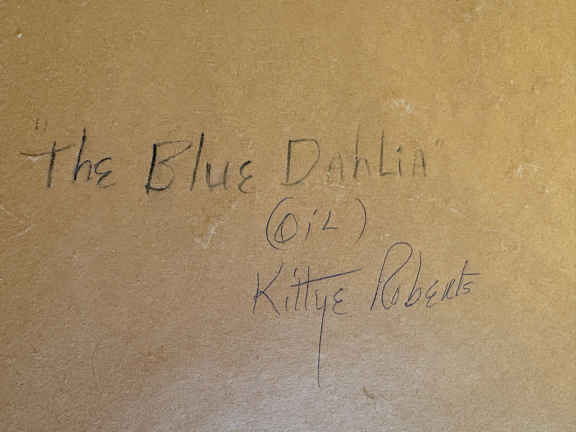 "The Blue Dahlia"
(Oil)
Kittye Roberts